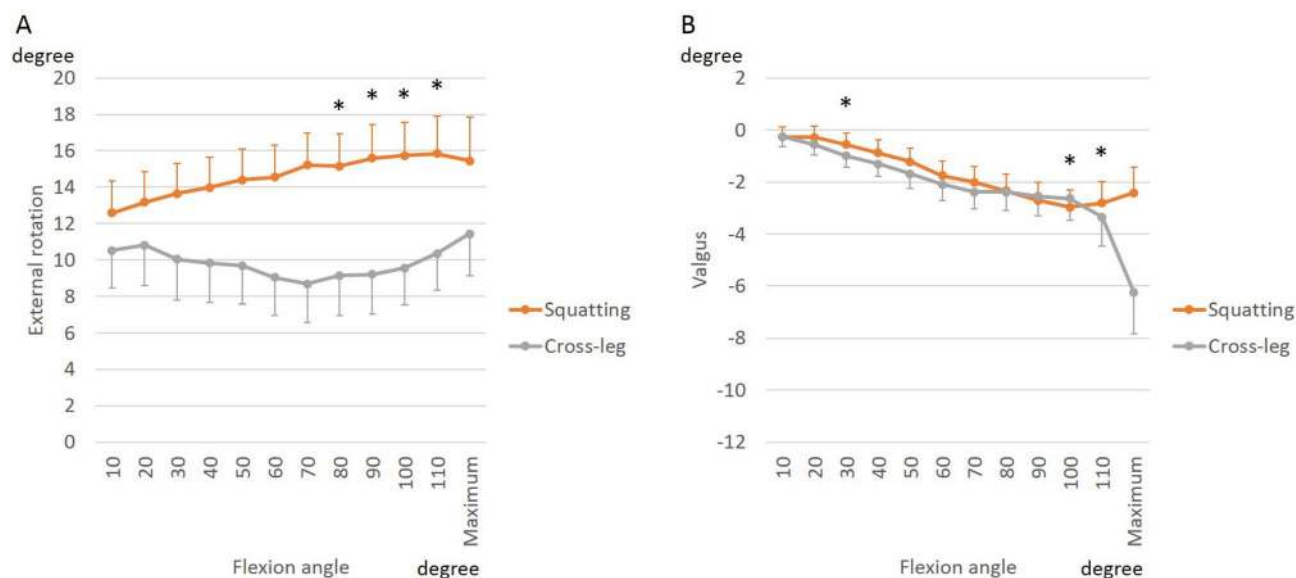 A
degree
20
18
16
14
12
10
8
6
4
2
0
External rotation
* * * *
10 20 30 40 50 60 70 80 90 100 110 Maximum
Flexion angle degree
Squatting
Cross-leg
B
degree
2
0
-2
-4
-6
-8
-10
-12
Valgus
* * *
10 20 30 40 50 60 70 80 90 100 110 Maximum
Flexion angle degree
Squatting
Cross-leg